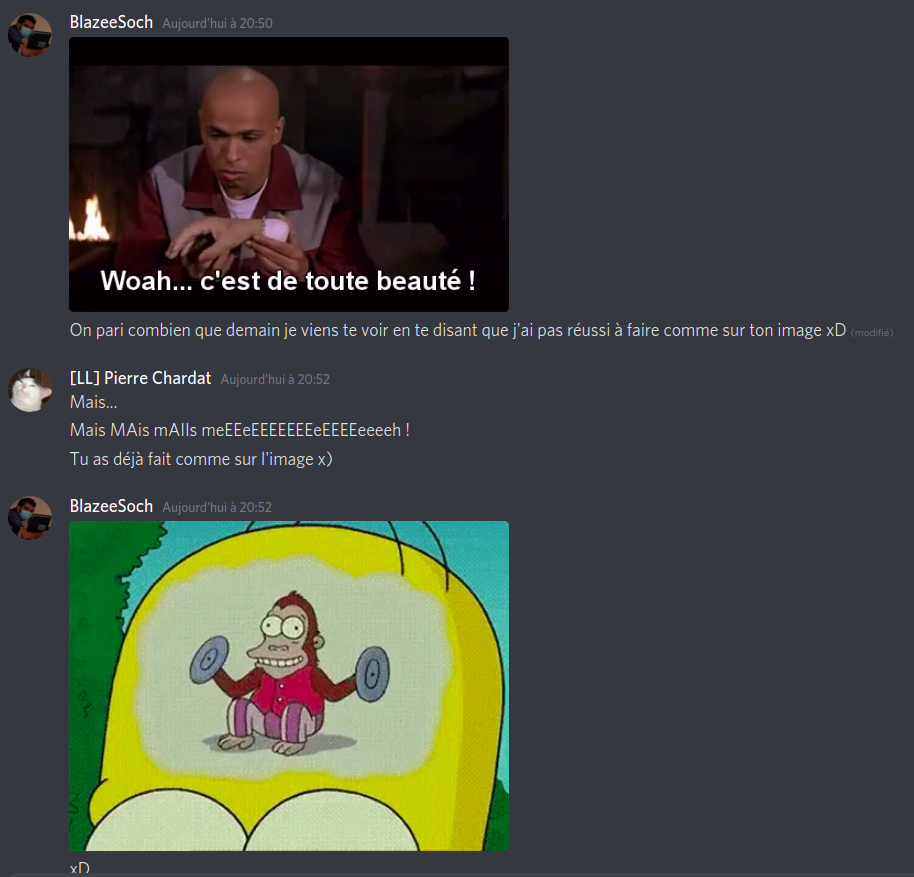 BlazeeSoch Aujourd'hui à 20:50
Woah... c'est de toute beauté !
On pari combien que demain je viens te voir en te disant que j'ai pas réussi à faire comme sur ton image xD (modifié)
[LL] Pierre Chardat Aujourd'hui à 20:52
Mais...
Mais MAis mAIIs meEEeEEEEEEEeEEEEeeeeh !
Tu as déjà fait comme sur l'image x)
BlazeeSoch Aujourd'hui à 20:52
xD